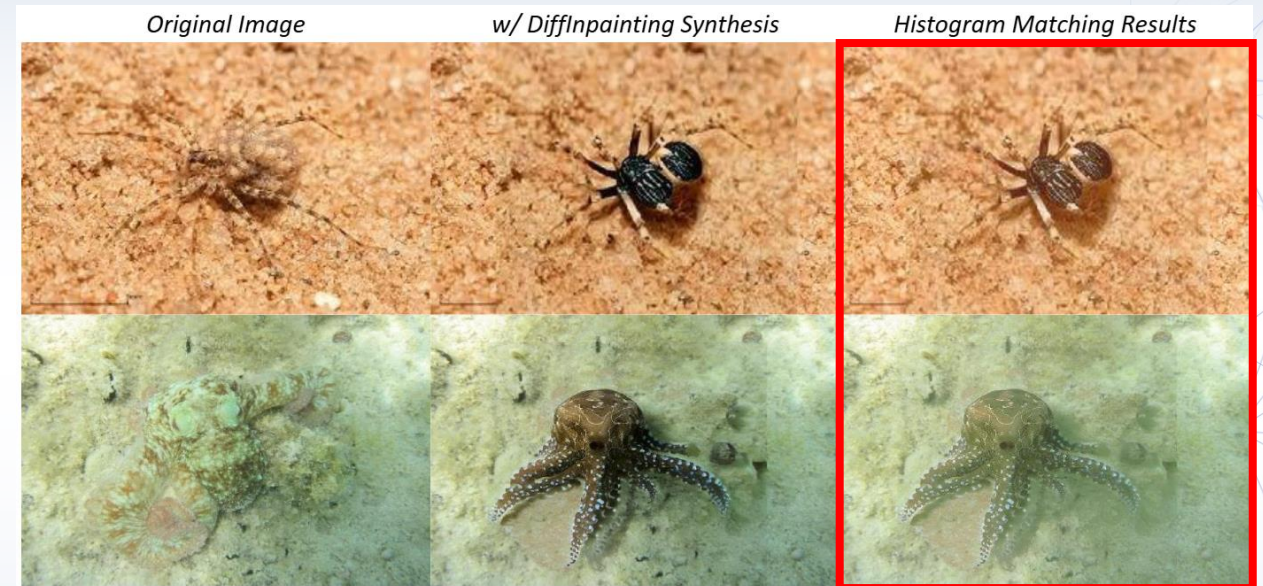 Original Image
w/ DiffInpainting Synthesis
Histogram Matching Results